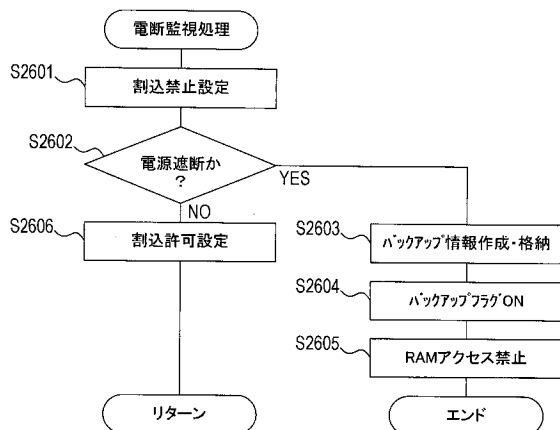 電断監視処理
S2601
割込禁止設定
S2602
電源遮断か
？
YES
NO
S2606
割込許可設定
S2603
ﾊﾞｯｸｱｯﾌﾟ情報作成・格納
S2604
ﾊﾞｯｸｱｯﾌﾟﾌﾗｸﾞON
S2605
RAMアクセス禁止
リターン
エンド